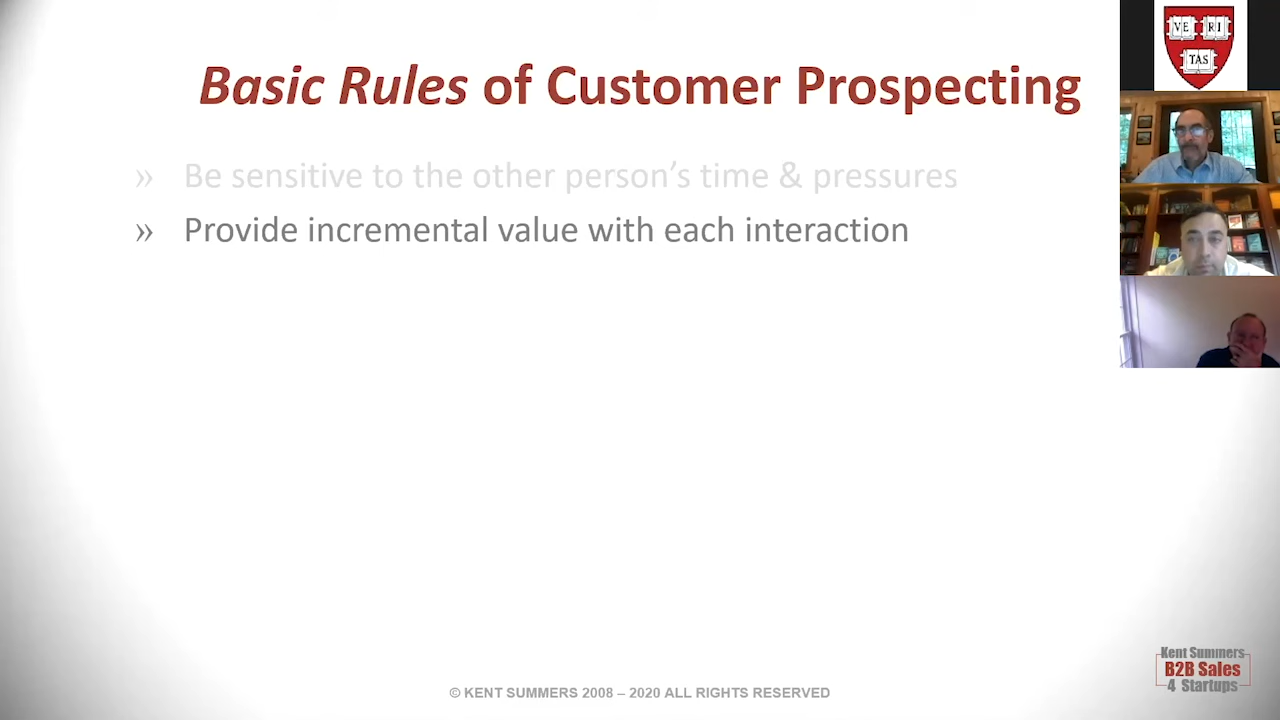 Basic Rules of Customer Prospecting
» Be sensitive to the other person’s time & pressures
» Provide incremental value with each interaction
VE RI
TAS
Kent Summers
B2B Sales
4 Startups
© KENT SUMMERS 2008 – 2020 ALL RIGHTS RESERVED